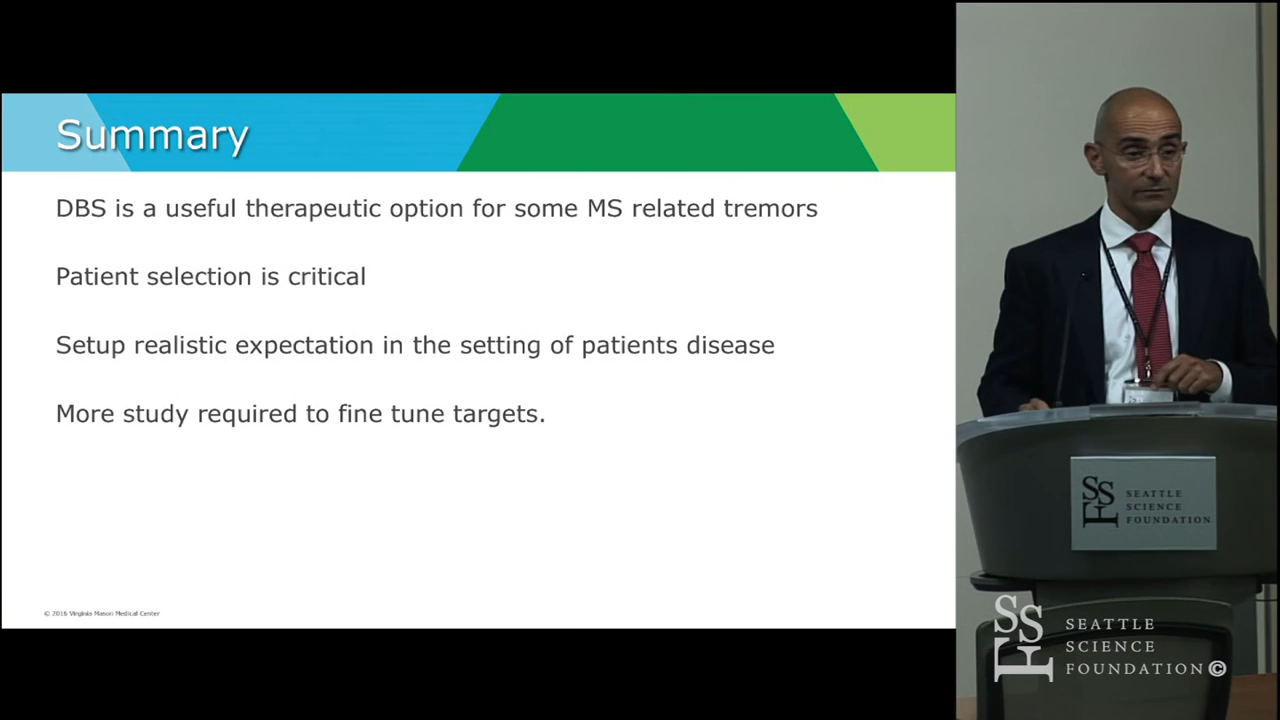 Summary
DBS is a useful therapeutic option for some MS related tremors
Patient selection is critical
Setup realistic expectation in the setting of patients disease
More study required to fine tune targets.
© 2016 Virginia Mason Medical Center
SSF
SEATTLE
SCIENCE
FOUNDATION
SSF
SEATTLE
SCIENCE
FOUNDATION©